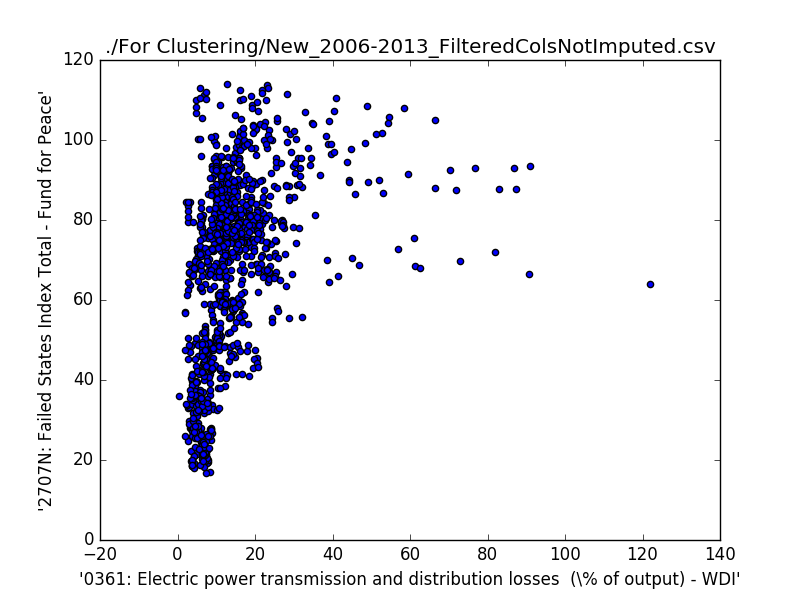 ./For Clustering/New_2006-2013_FilteredColsNotImputed.csv
120
100
80
60
40
20
0
'2707N: Failed States Index Total - Fund for Peace'
−20 0 20 40 60 80 100 120 140
'0361: Electric power transmission and distribution losses  (\% of output) - WDI'